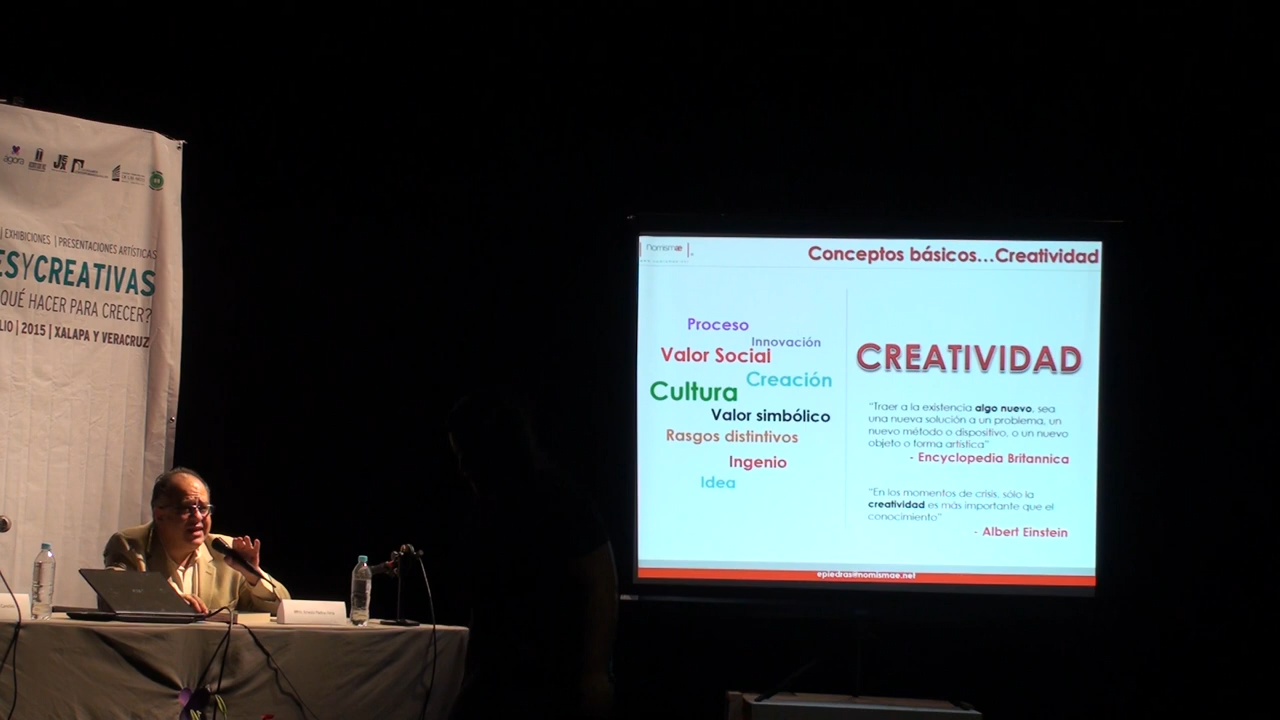 agora
JEX
| EXHIBICIONES | PRESENTACIONES ARTÍSTICAS
ESYCREATIVAS
QUÉ HACER PARA CRECER?
LIO | 2015 | XALAPA Y VERACRUZ
nomismæ
Conceptos básicos...Creatividad
Proceso
Innovación
Valor Social
Creación
Cultura
Valor simbólico
Rasgos distintivos
Ingenio
Idea
CREATIVIDAD
"Traer a la existencia algo nuevo, sea
una nueva solución a un problema, un
nuevo método o dispositivo, o un nuevo
objeto o forma artística"
- Encyclopedia Britannica
"En los momentos de crisis, sólo la
creatividad es más importante que el
conocimiento"
- Albert Einstein
epiedras@nomismae.net